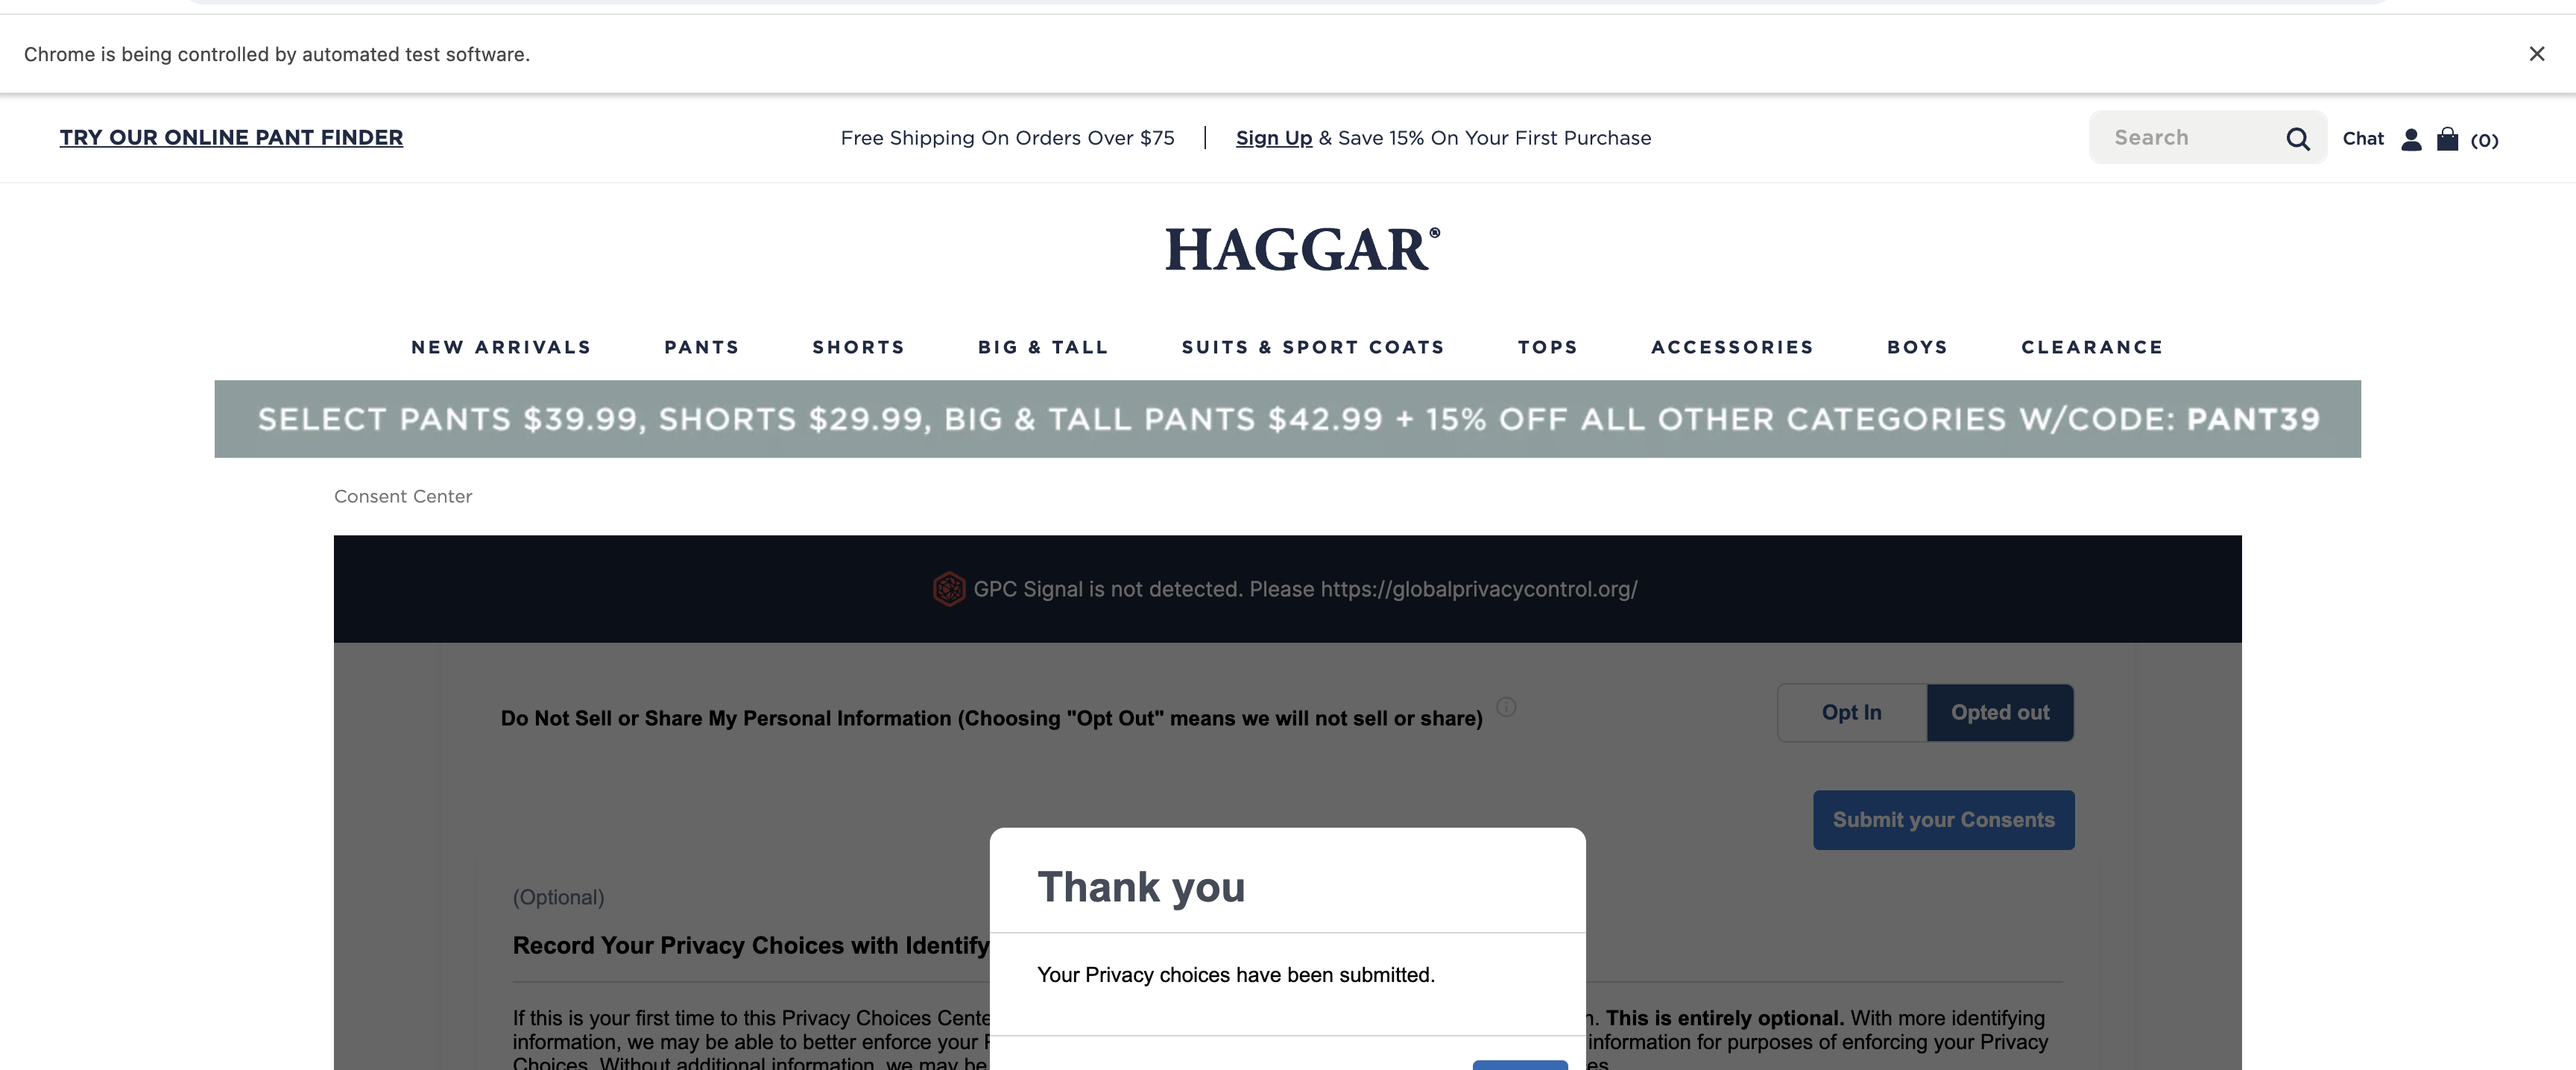 Chrome is being controlled by automated test software.
TRY OUR ONLINE PANT FINDER
Free Shipping On Orders Over $75 | Sign Up & Save 15% On Your First Purchase
Search
Chat
(0)
HAGGAR®
NEW ARRIVALS PANTS SHORTS BIG & TALL SUITS & SPORT COATS TOPS ACCESSORIES BOYS CLEARANCE
SELECT PANTS $39.99, SHORTS $29.99, BIG & TALL PANTS $42.99 + 15% OFF ALL OTHER CATEGORIES W/CODE: PANT39
Consent Center
GPC Signal is not detected. Please https://globalprivacycontrol.org/
Do Not Sell or Share My Personal Information (Choosing "Opt Out" means we will not sell or share)
Opt In
Opted out
Submit your Consents
(Optional)
Record Your Privacy Choices with Identify
Thank you
Your Privacy choices have been submitted.
If this is your first time to this Privacy Choices Cente
This is entirely optional. With more identifying
information, we may be able to better enforce your
information for purposes of enforcing your Privacy
Choices. Without additional information, we may be